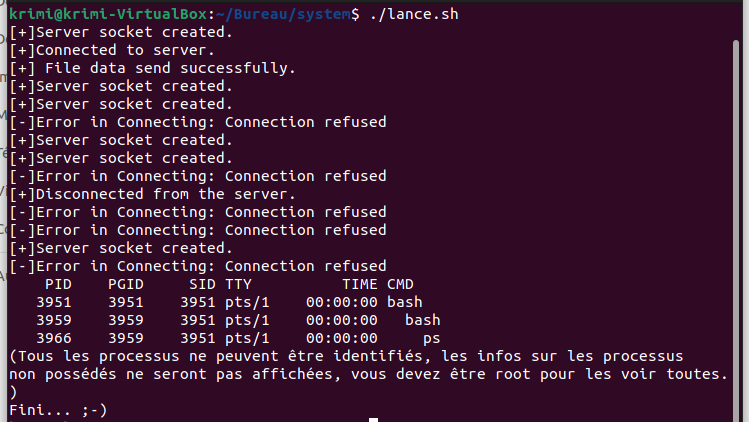 krimi@krimi-VirtualBox:~/Bureau/system$ ./lance.sh
[+]Server socket created.
[+]Connected to server.
[+] File data send successfully.
[+]Server socket created.
[+]Server socket created.
[-]Error in Connecting: Connection refused
[+]Server socket created.
[+]Server socket created.
[-]Error in Connecting: Connection refused
[+]Disconnected from the server.
[-]Error in Connecting: Connection refused
[-]Error in Connecting: Connection refused
[+]Server socket created.
[-]Error in Connecting: Connection refused
    PID    PGID     SID TTY          TIME CMD
   3951    3951    3951 pts/1    00:00:00 bash
   3959    3959    3951 pts/1    00:00:00   bash
   3966    3959    3951 pts/1    00:00:00     ps
(Tous les processus ne peuvent être identifiés, les infos sur les processus
non possédés ne seront pas affichées, vous devez être root pour les voir toutes.
)
Fini... ;-)